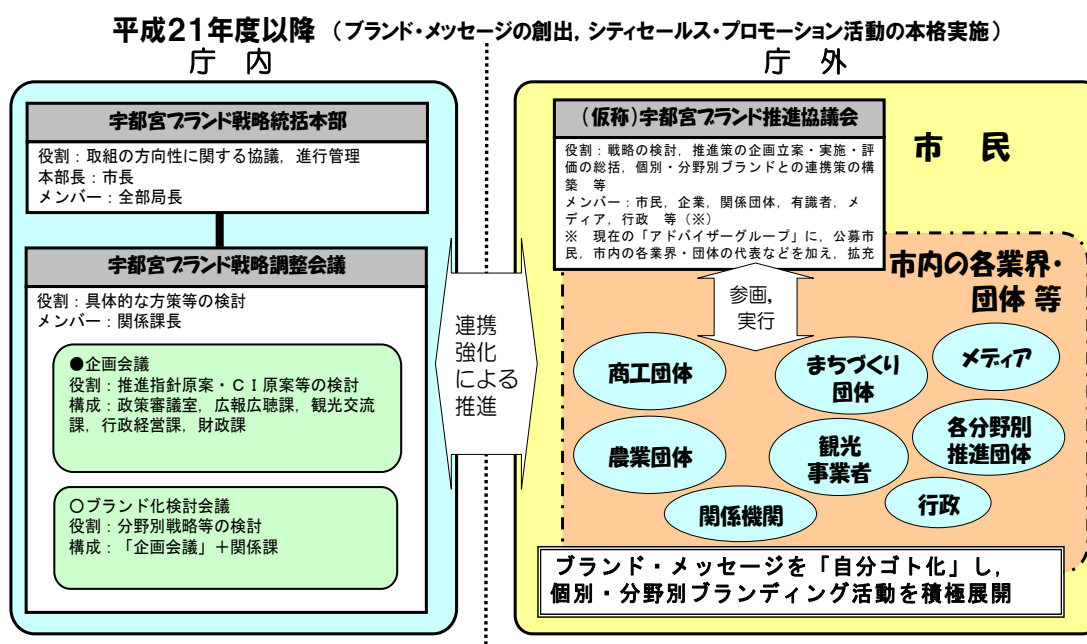 平成21年度以降（ブランド・メッセージの創出，シティセールス・プロモーション活動の本格実施）
庁　内
宇都宮ブランド戦略統括本部
役割：取組の方向性に関する協議，進行管理
本部長：市長
メンバー：全部局長
宇都宮ブランド戦略調整会議
役割：具体的な方策等の検討
メンバー：関係課長
●企画会議
役割：推進指針原案・ＣＩ原案等の検討
構成：政策審議室，広報広聴課，観光交流
課，行政経営課，財政課
○ブランド化検討会議
役割：分野別戦略等の検討
構成：「企画会議」＋関係課
連携
強化
による
推進
庁　外
（仮称）宇都宮ブランド推進協議会
役割：戦略の検討，推進策の企画立案・実施・評
価の総括，個別・分野別ブランドとの連携策の構
築　等
メンバー：市民，企業，関係団体，有識者，メ
ディア，行政　等（※）
※　現在の「アドバイザーグループ」に，公募市
民，市内の各業界・団体の代表などを加え，拡充
市　民
市内の各業界・
団体 等
参画，
実行
商工団体
まちづくり
団体
メディア
農業団体
観光
事業者
各分野別
推進団体
関係機関
行政
ブランド・メッセージを「自分ゴト化」し，
個別・分野別ブランディング活動を積極展開